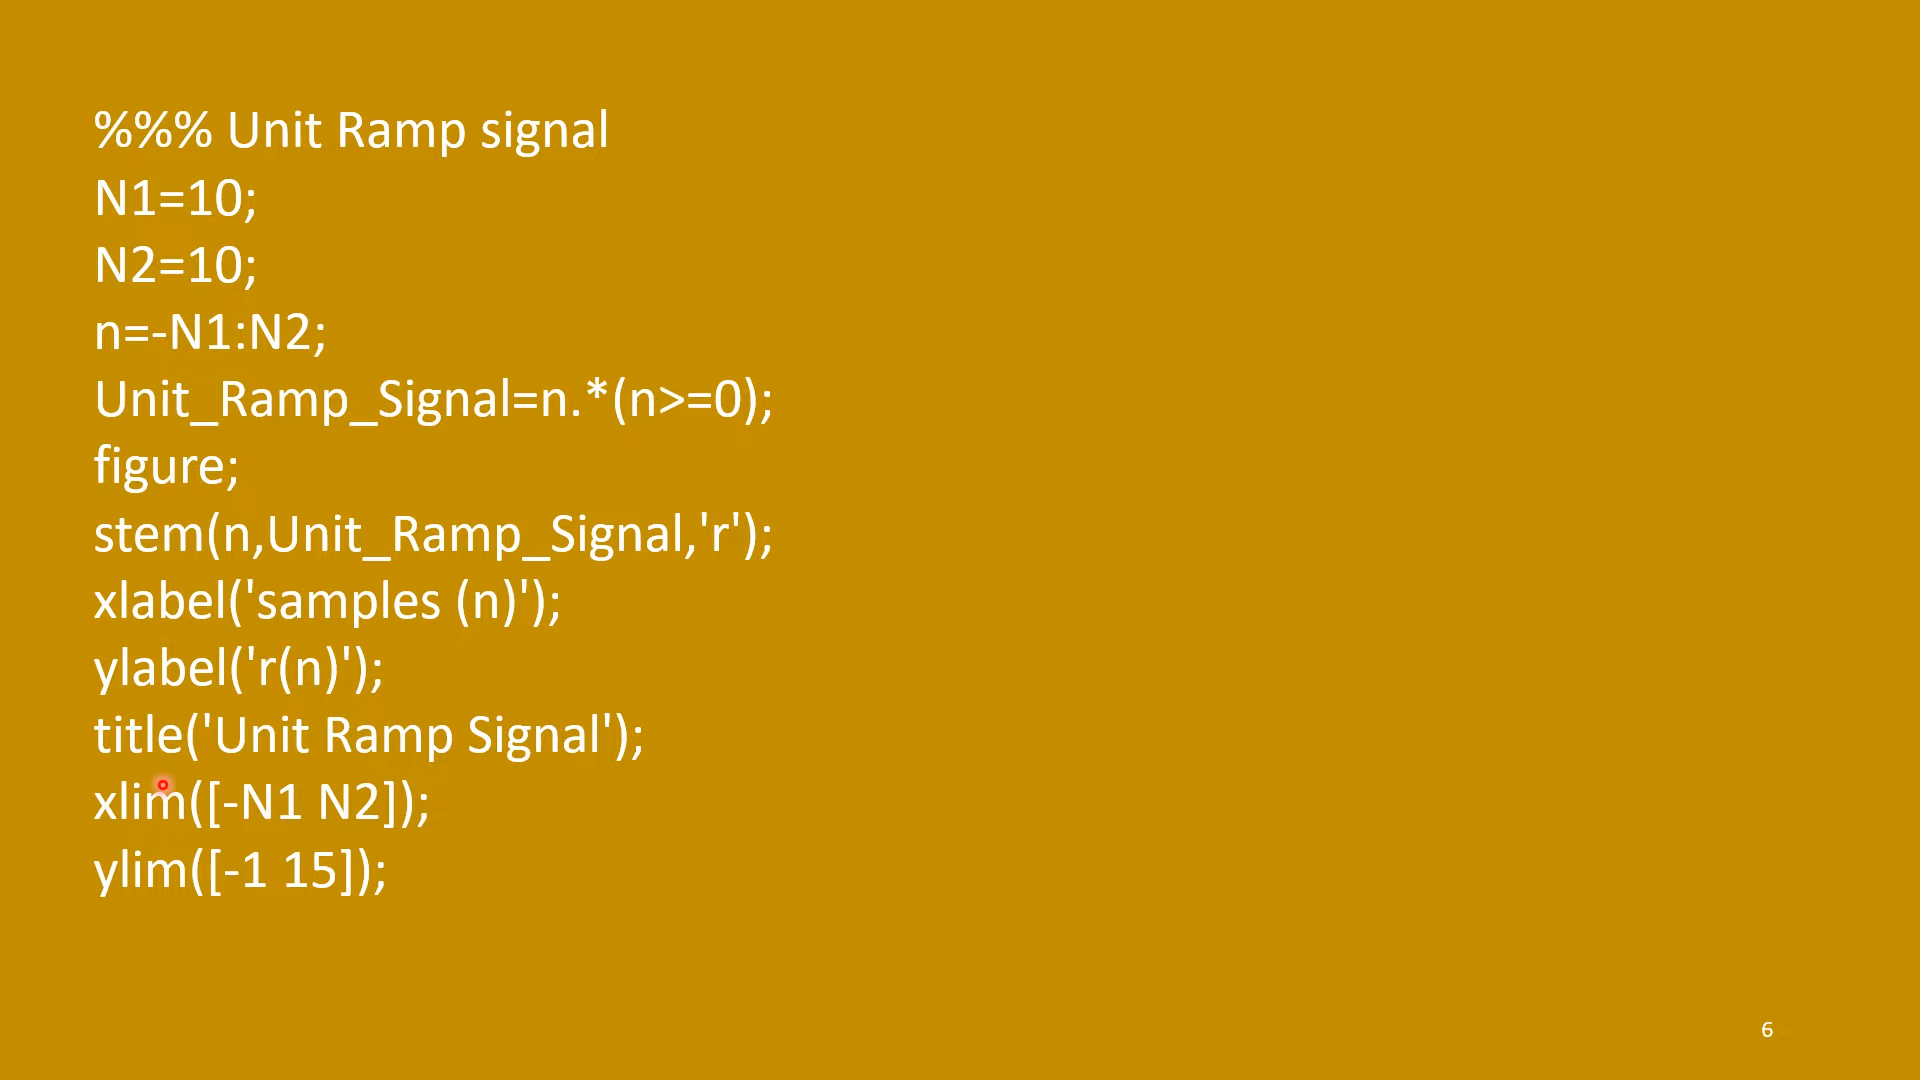 %%% Unit Ramp signal
N1=10;
N2=10;
n=-N1:N2;
Unit_Ramp_Signal=n.*(n>=0);
figure;
stem(n,Unit_Ramp_Signal,'r');
xlabel('samples (n)');
ylabel('r(n)');
title('Unit Ramp Signal');
xlim([-N1 N2]);
ylim([-1 15]);
6